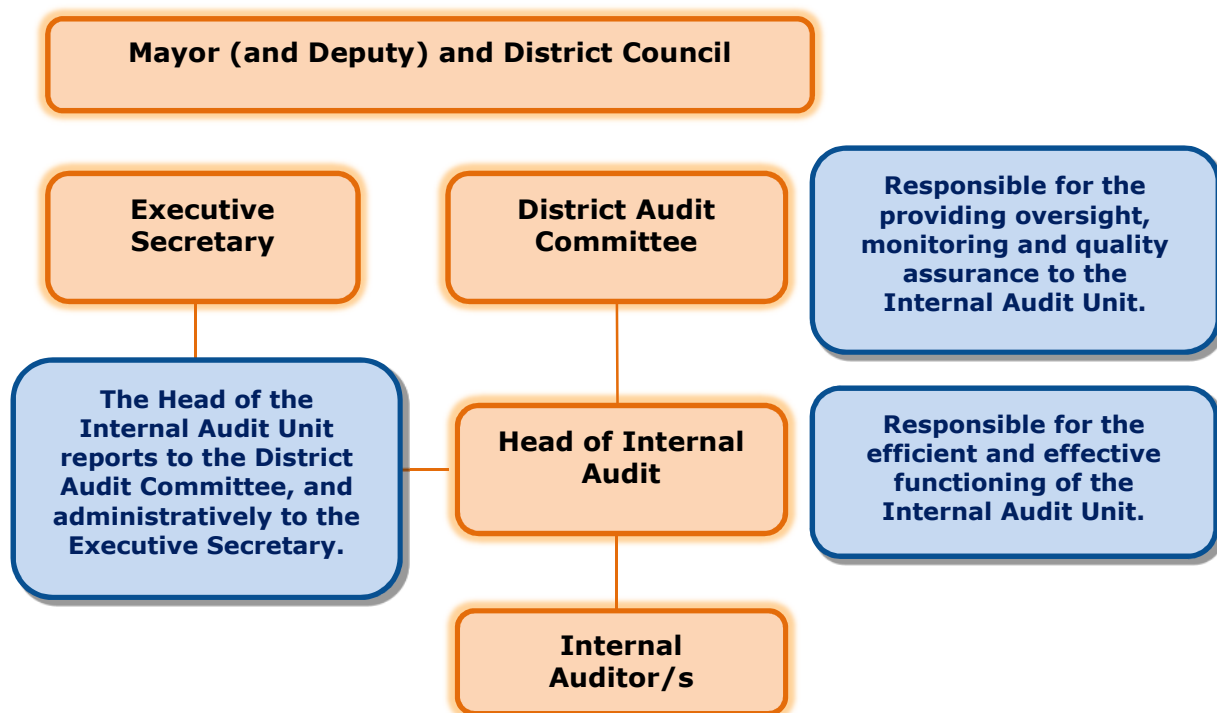 Mayor (and Deputy) and District Council
Executive
Secretary
District Audit
Committee
Responsible for the
providing oversight,
monitoring and quality
assurance to the
Internal Audit Unit.
The Head of the
Internal Audit Unit
reports to the District
Audit Committee, and
administratively to the
Executive Secretary.
Head of Internal
Audit
Responsible for the
efficient and effective
functioning of the
Internal Audit Unit.
Internal
Auditor/s